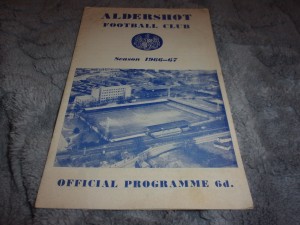 ALDERSHOT
FOOTBALL CLUB
Season 1966-67
OFFICIAL PROGRAMME 6d.